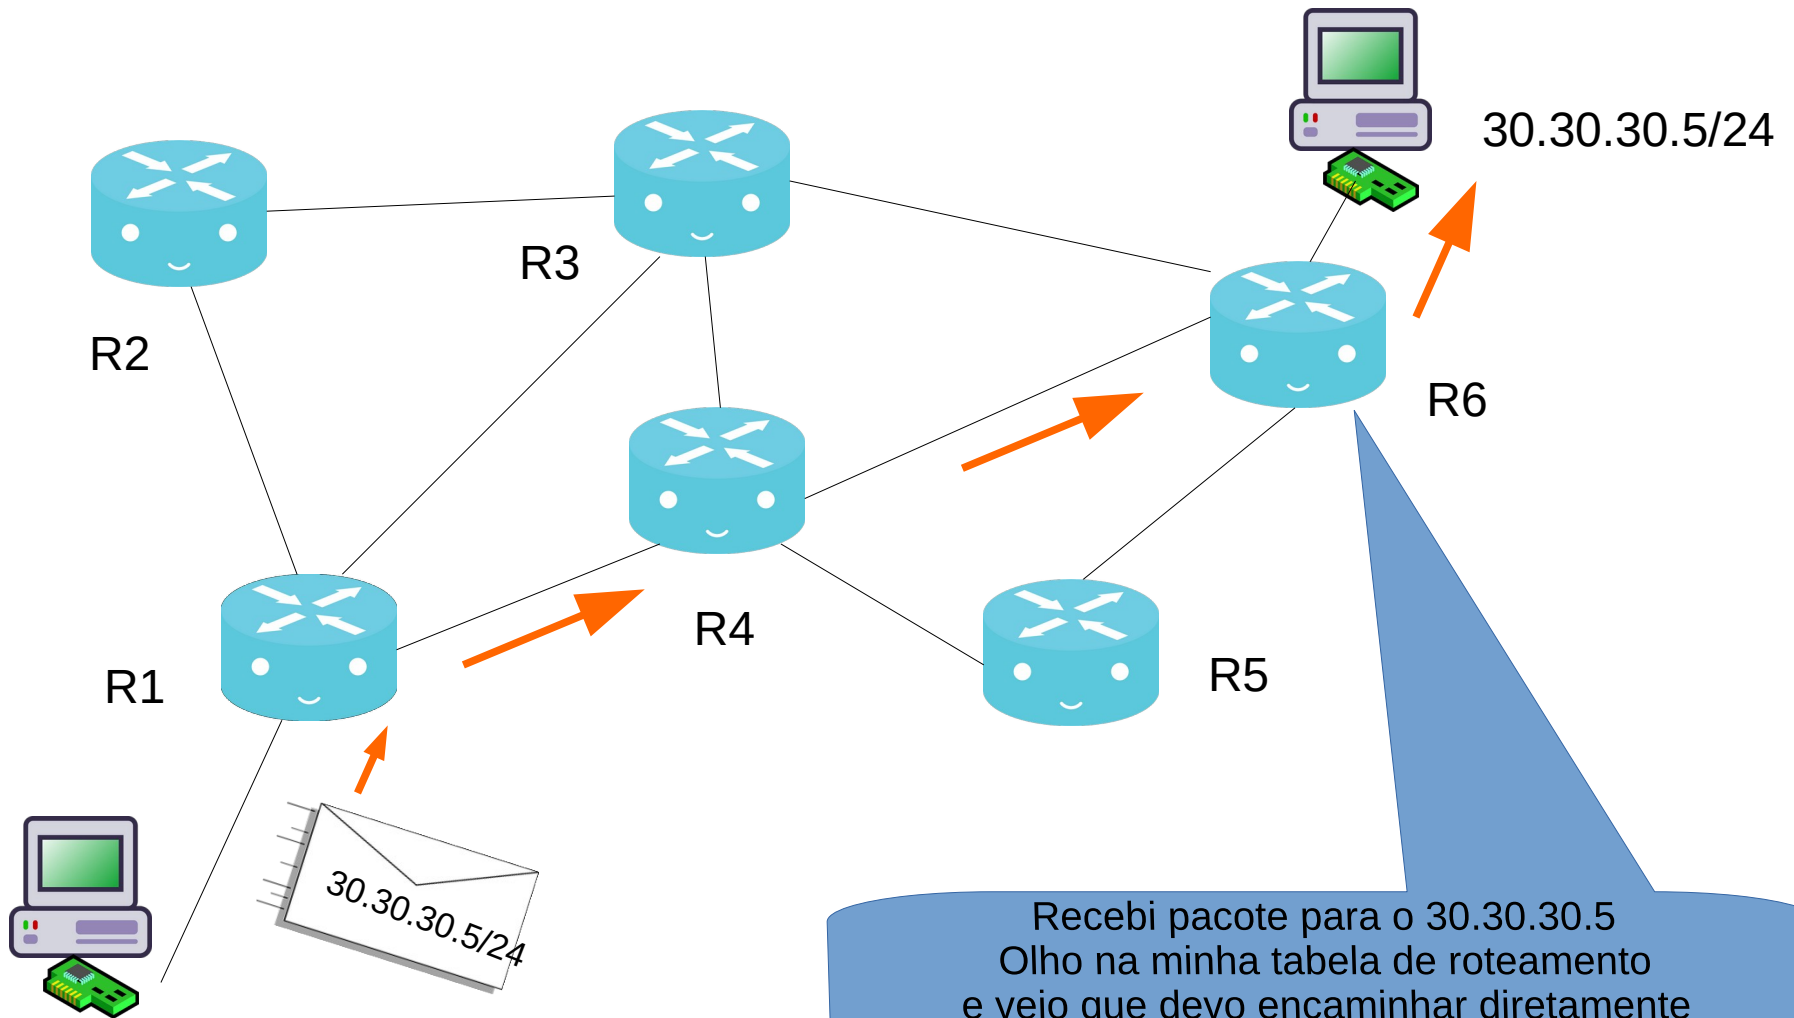 30.30.30.5/24
R3
R2
R6
R4
R5
R1
30.30.30.5/24
Recebi pacote para o 30.30.30.5
Olho na minha tabela de roteamento
e vejo que devo encaminhar diretamente